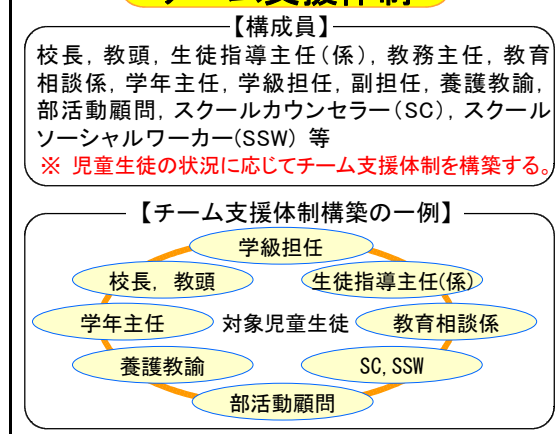 チーム支援体制
【構成員】
校長，教頭，生徒指導主任（係），教務主任，教育
相談係，学年主任，学級担任，副担任，養護教諭，
部活動顧問，スクールカウンセラー（SC），スクール
ソーシャルワーカー(SSW) 等
※ 児童生徒の状況に応じてチーム支援体制を構築する。
【チーム支援体制構築の一例】
学級担任
校長， 教頭
生徒指導主任(係)
学年主任
対象児童生徒
教育相談係
養護教諭
SC,SSW
部活動顧問